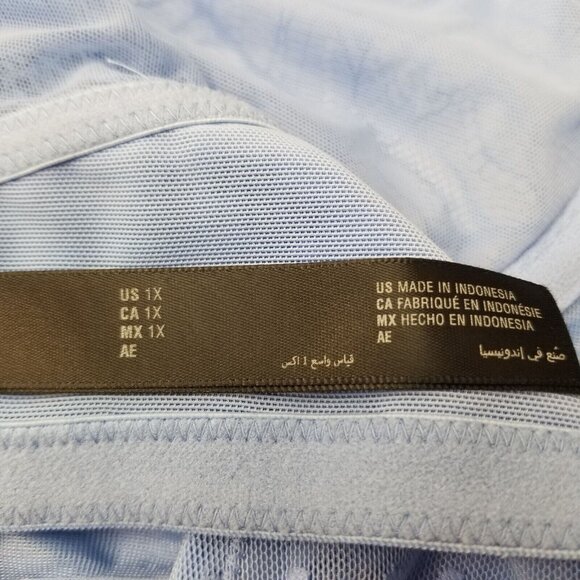 US 1X
CA 1X
MX 1X
AE
قياس واسع 1 اكس
US MADE IN INDONESIA
CA FABRIQUÉ EN INDONÉSIE
MX HECHO EN INDONESIA
AE
صُنع في إندونيسيا